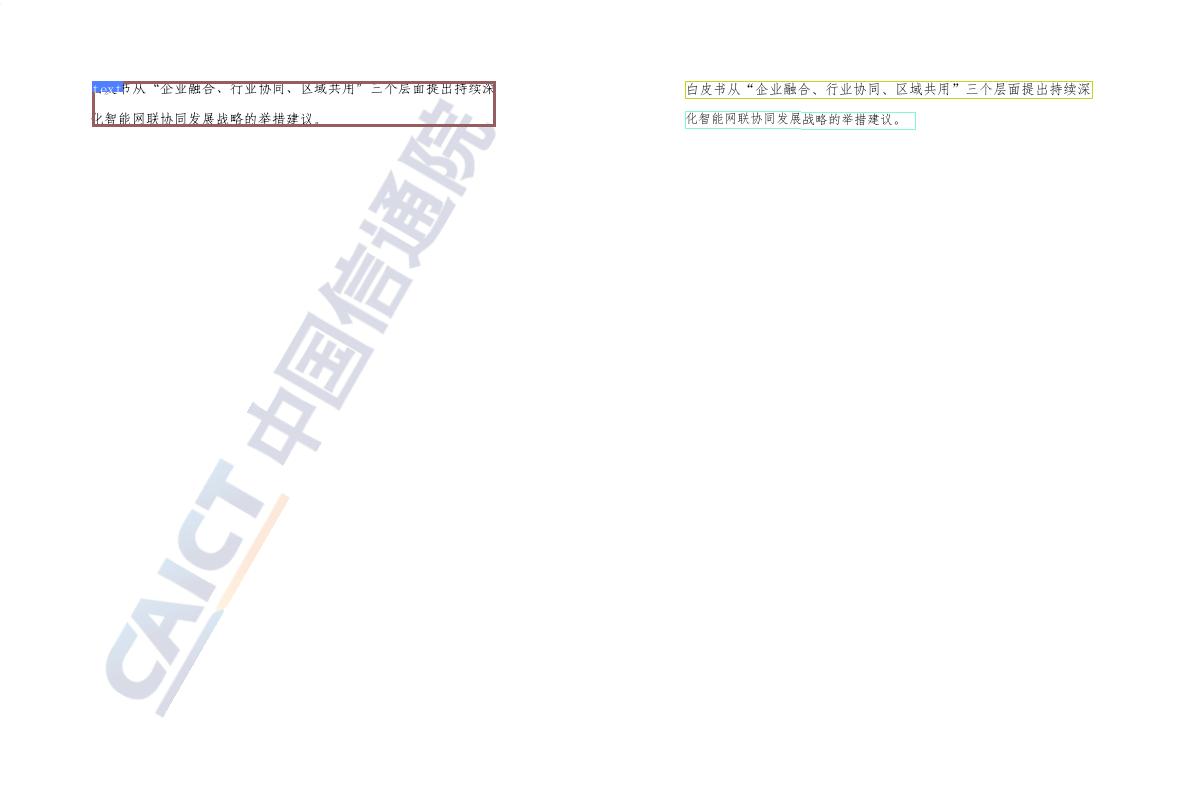 text书从“企业融合、行业协同、区域共用”三个层面提出持续深
化智能网联协同发展战略的举措建议。
CAICT 中国信通院
白皮书从“企业融合、行业协同、区域共用”三个层面提出持续深
化智能网联协同发展战略的举措建议。